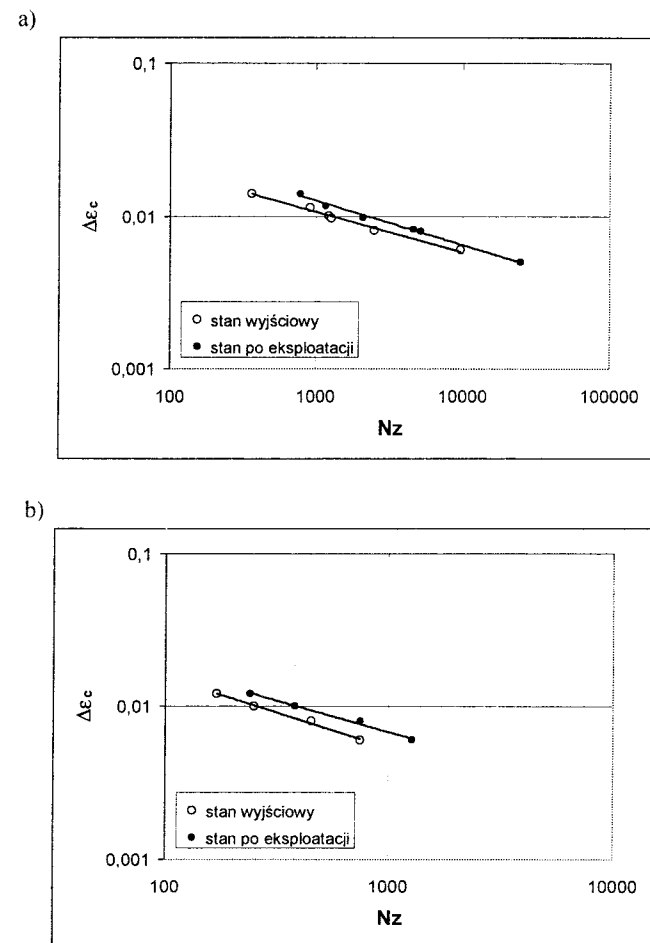 a)
0,1
Δεc
0,01
○ stan wyjściowy
● stan po eksploatacji
0,001
100 1000 10000 100000
Nz
b)
0,1
Δεc
0,01
○ stan wyjściowy
● stan po eksploatacji
0,001
100 1000 10000
Nz